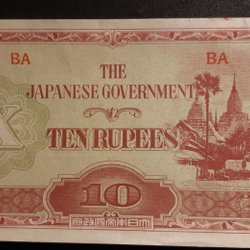 BA BA
THE
JAPANESE GOVERNMENT
TEN RUPEES
10